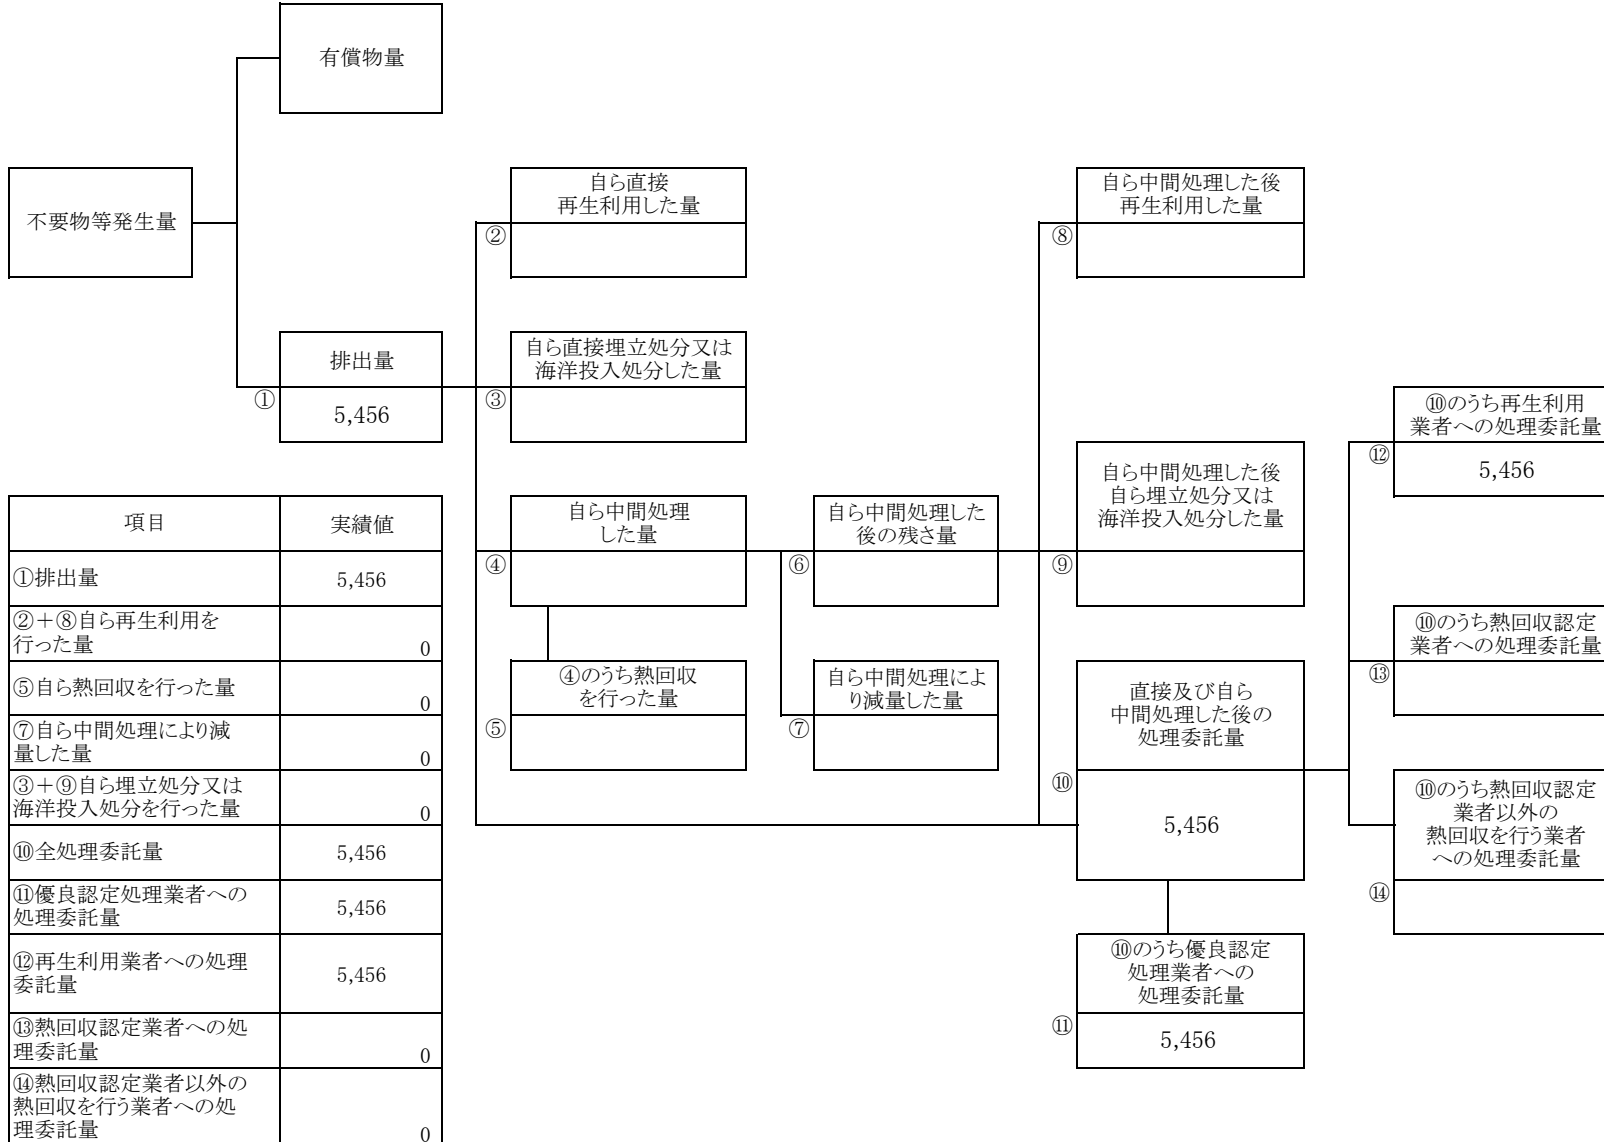 有償物量
不要物等発生量
自ら直接
再生利用した量
②
自ら中間処理した後
再生利用した量
⑧
排出量
①
5,456
自ら直接埋立処分又は
海洋投入処分した量
③
⑩のうち再生利用
業者への処理委託量
⑫
5,456
自ら中間処理
した量
④
自ら中間処理した
後の残さ量
⑥
自ら中間処理した後
自ら埋立処分又は
海洋投入処分した量
⑨
⑩のうち熱回収認定
業者への処理委託量
⑬
④のうち熱回収
を行った量
⑤
自ら中間処理によ
り減量した量
⑦
直接及び自ら
中間処理した後の
処理委託量
⑩
5,456
⑩のうち熱回収認定
業者以外の
熱回収を行う業者
への処理委託量
⑭
⑩のうち優良認定
処理業者への
処理委託量
⑪
5,456
項目 実績値
①排出量 5,456
②+⑧自ら再生利用を
行った量 0
⑤自ら熱回収を行った量 0
⑦自ら中間処理により減
量した量 0
③+⑨自ら埋立処分又は
海洋投入処分を行った量 0
⑩全処理委託量 5,456
⑪優良認定処理業者への
処理委託量 5,456
⑫再生利用業者への処理
委託量 5,456
⑬熱回収認定業者への処
理委託量 0
⑭熱回収認定業者以外の
熱回収を行う業者への処
理委託量 0